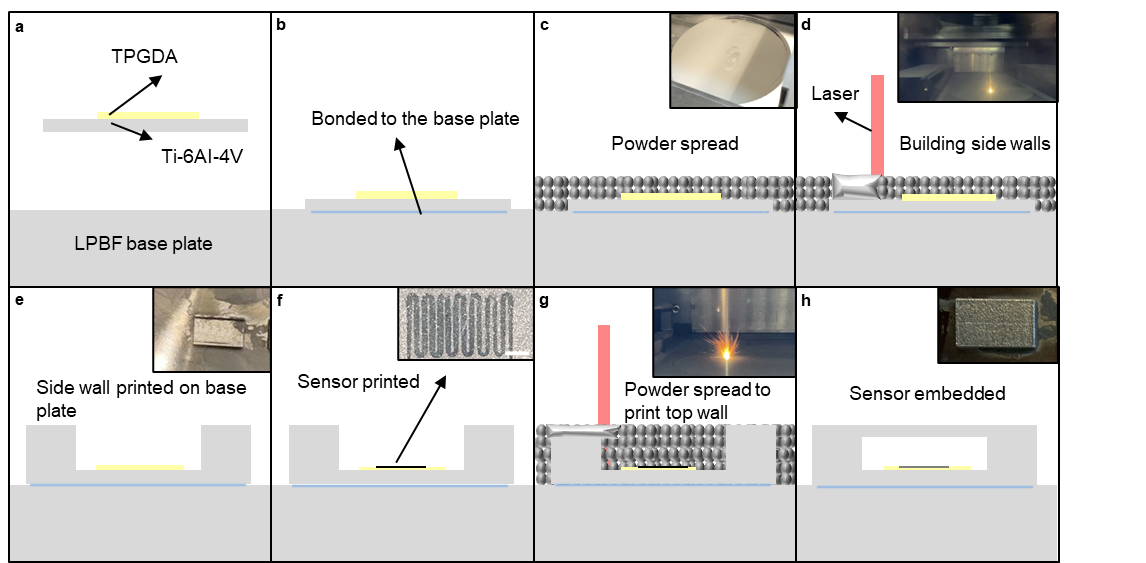 a
TPGDA
Ti-6Al-4V
b
Bonded to the base plate
LPBF base plate
c
Powder spread
d
Laser
Building side walls
e
Side wall printed on base
plate
f
Sensor printed
g
Powder spread to
print top wall
h
Sensor embedded